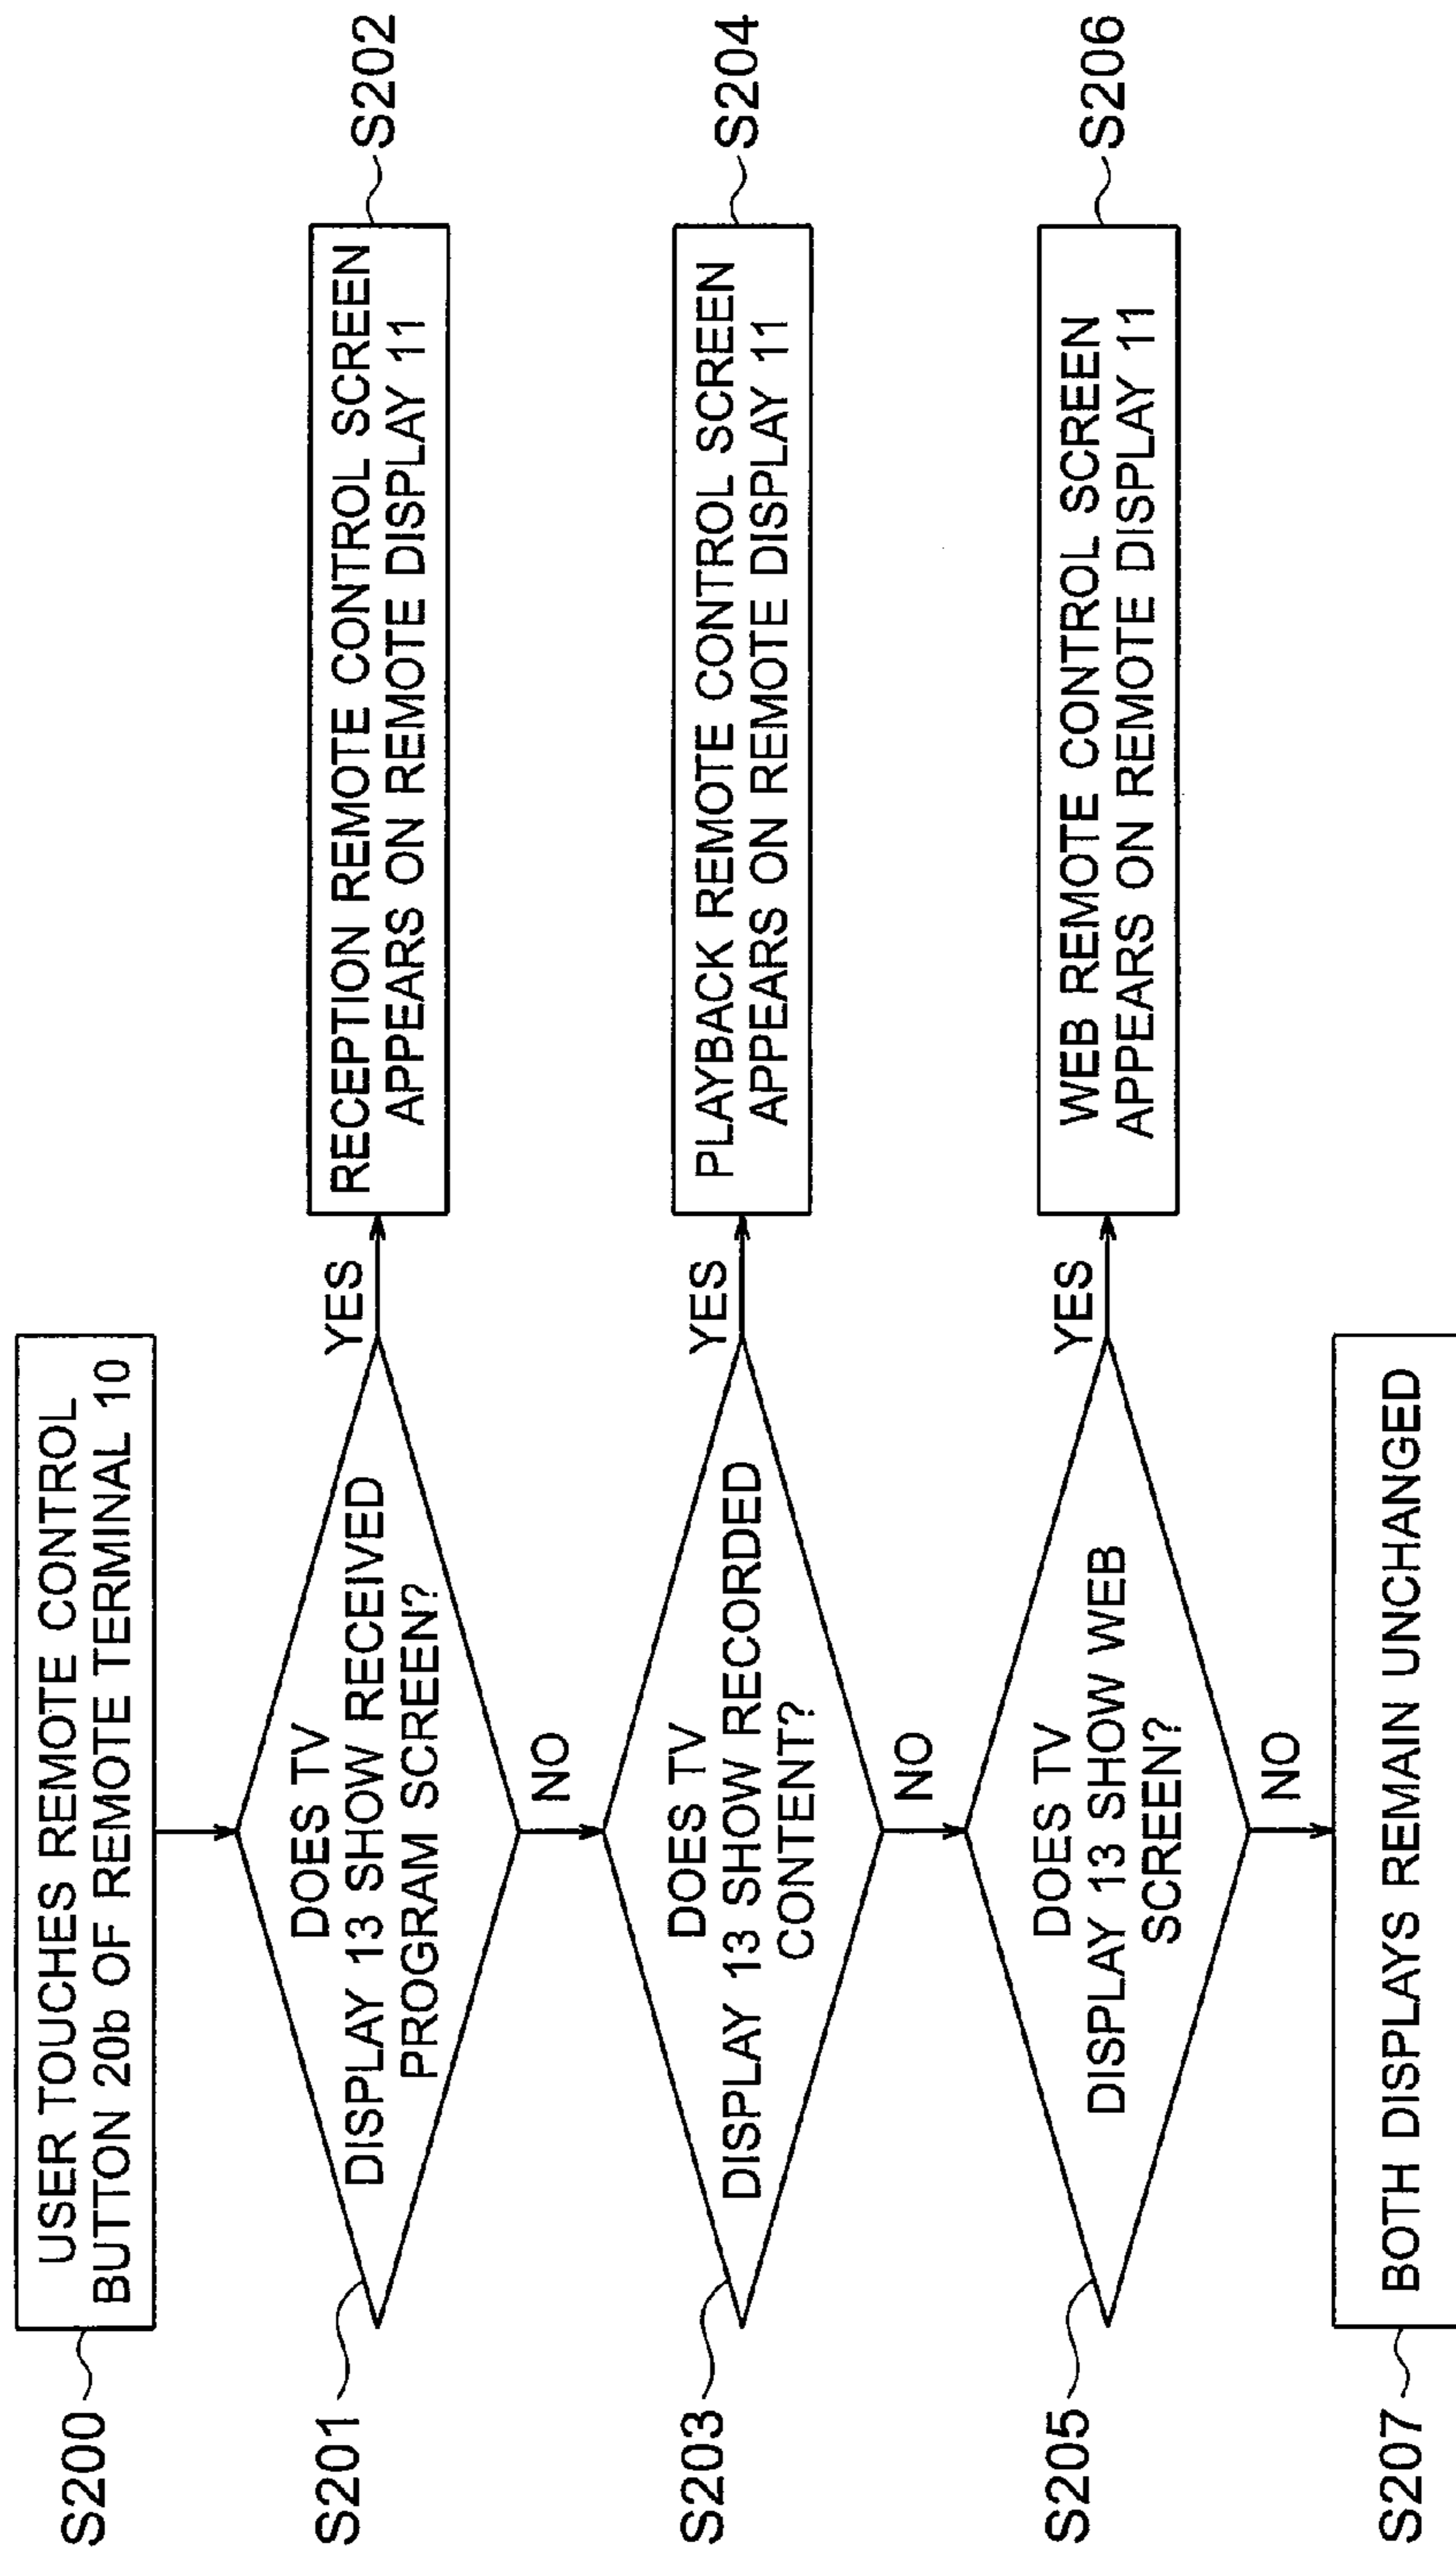 S200
USER TOUCHES REMOTE CONTROL
BUTTON 20b OF REMOTE TERMINAL 10
S201
DOES TV
DISPLAY 13 SHOW RECEIVED
PROGRAM SCREEN?
YES
RECEPTION REMOTE CONTROL SCREEN
APPEARS ON REMOTE DISPLAY 11
S202
NO
S203
DOES TV
DISPLAY 13 SHOW RECORDED
CONTENT?
YES
PLAYBACK REMOTE CONTROL SCREEN
APPEARS ON REMOTE DISPLAY 11
S204
NO
S205
DOES TV
DISPLAY 13 SHOW WEB
SCREEN?
YES
WEB REMOTE CONTROL SCREEN
APPEARS ON REMOTE DISPLAY 11
S206
NO
S207
BOTH DISPLAYS REMAIN UNCHANGED